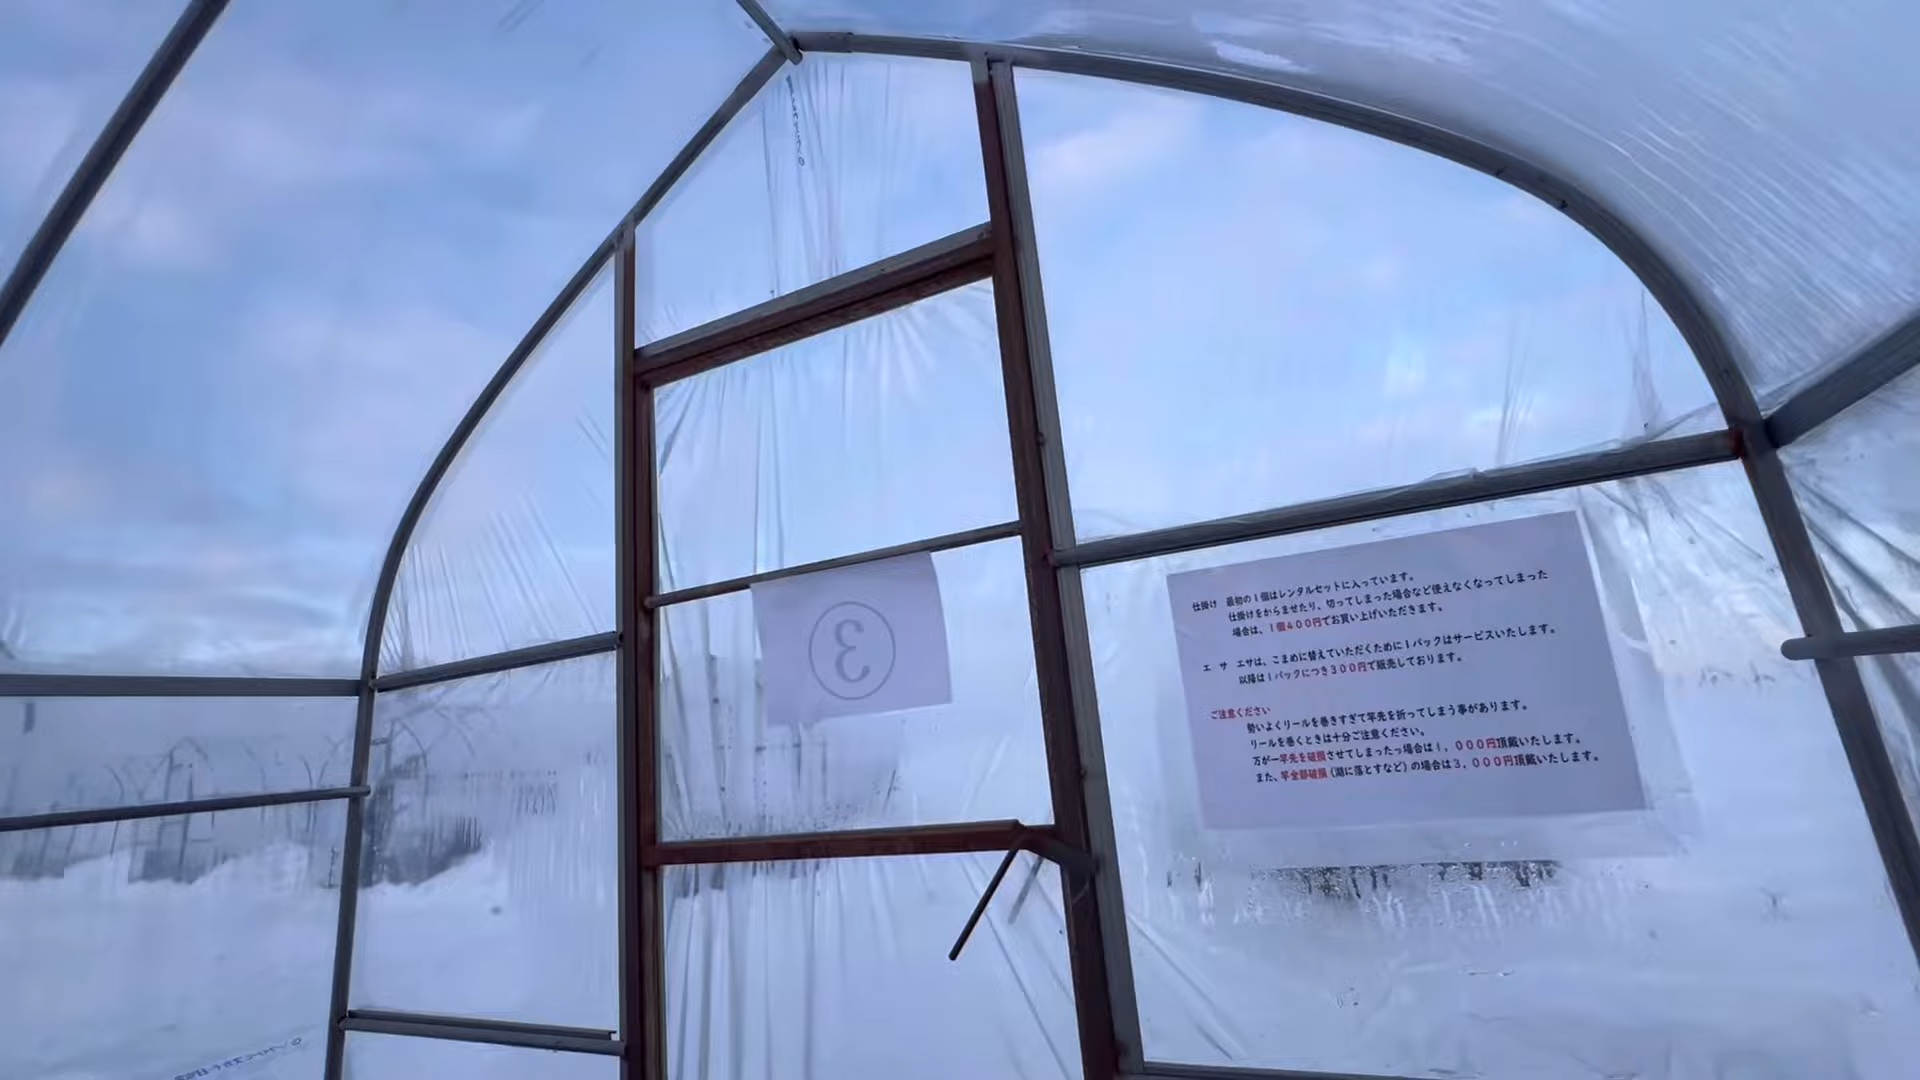 ③
仕掛け 最初の1個はレンタルセットに入っています。
仕掛けをからませたり、切ってしまった場合など使えなくなってしまった
場合は、1個400円でお買い上げいただきます。
エサ エサは、こまめに替えていただくために1パックはサービスいたします。
以降は1パックにつき300円で販売しております。
ご注意ください
勢いよくリールを巻きすぎて竿先を折ってしまう事があります。
リールを巻くときは十分ご注意ください。
万が一竿先を破損させてしまったっ場合は1,000円頂戴いたします。
また、竿全部破損(湖に落とすなど)の場合は3,000円頂戴いたします。